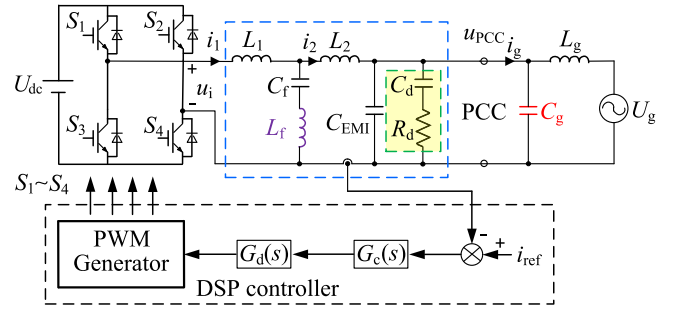 S1 S2 i1 L1 i2 L2 uPCC ig Lg
Udc + ui - Cf Lf CEMI Cd Rd PCC Cg Ug
S3 S4
S1~S4
PWM
Generator
Gd(s) Gc(s) - + iref
DSP controller